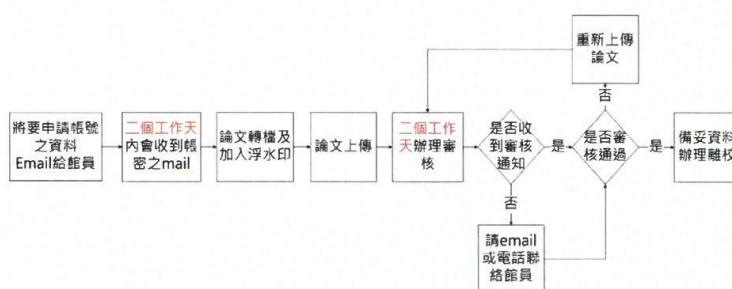 將要申請帳號
之資料
Email給館員
二個工作天
內會收到帳
密之mail
論文轉檔及
加入浮水印
論文上傳
二個工作
天辦理審
核
是否收
到審核
通知
是
否
請email
或電話聯
絡館員
是否審
核通過
否
重新上傳
論文
是
備妥資料
辦理離校